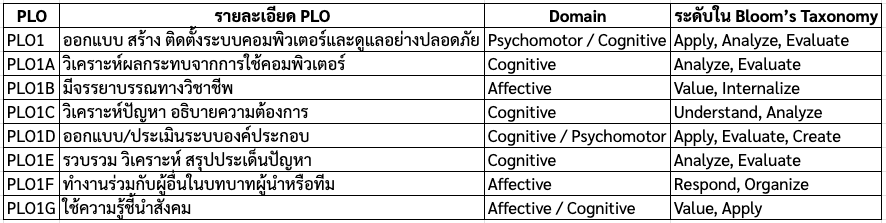 PLO รายละเอียด PLO Domain ระดับใน Bloom's Taxonomy
PLO1 ออกแบบ สร้าง ติดตั้งระบบคอมพิวเตอร์และดูแลอย่างปลอดภัย Psychomotor / Cognitive Apply, Analyze, Evaluate
PLO1A วิเคราะห์ผลกระทบจากการใช้คอมพิวเตอร์ Cognitive Analyze, Evaluate
PLO1B มีจรรยาบรรณทางวิชาชีพ Affective Value, Internalize
PLO1C วิเคราะห์ปัญหา อธิบายความต้องการ Cognitive Understand, Analyze
PLO1D ออกแบบ/ประเมินระบบองค์ประกอบ Cognitive / Psychomotor Apply, Evaluate, Create
PLO1E รวบรวม วิเคราะห์ สรุปประเด็นปัญหา Cognitive Analyze, Evaluate
PLO1F ทำงานร่วมกับผู้อื่นในบทบาทผู้นำหรือทีม Affective Respond, Organize
PLO1G ใช้ความรู้ชี้นำสังคม Affective / Cognitive Value, Apply